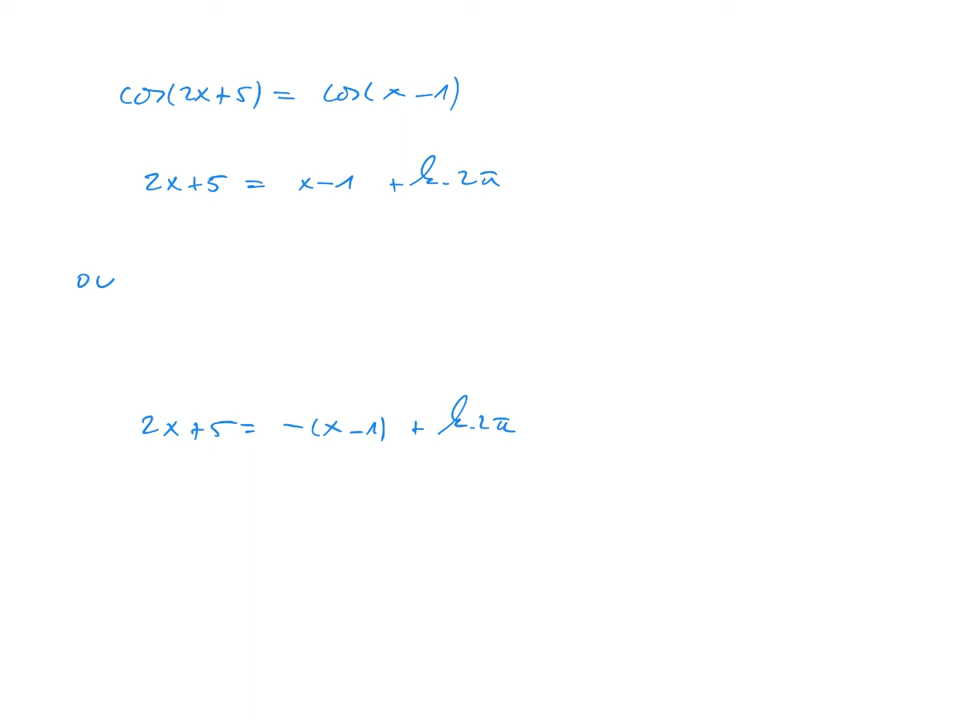 cos(2x+5) = cos(x-1)
2x+5 = x-1 + k.2π
ou
2x+5 = -(x-1) + k.2π